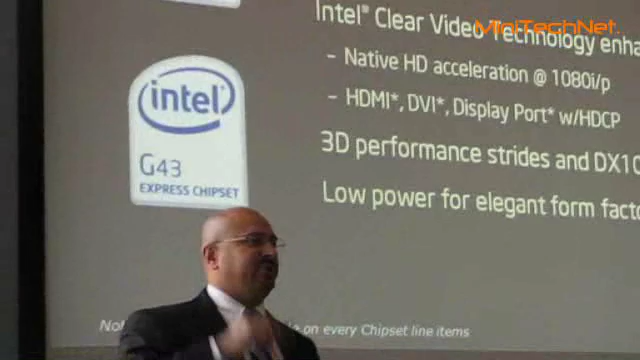 MiniTechNet.
Intel® Clear Video Technology enha
– Native HD acceleration @ 1080i/p
– HDMI*, DVI*, Display Port* w/HDCP
3D performance strides and DX10
Low power for elegant form facto
intel
G43
EXPRESS CHIPSET
on every Chipset line items